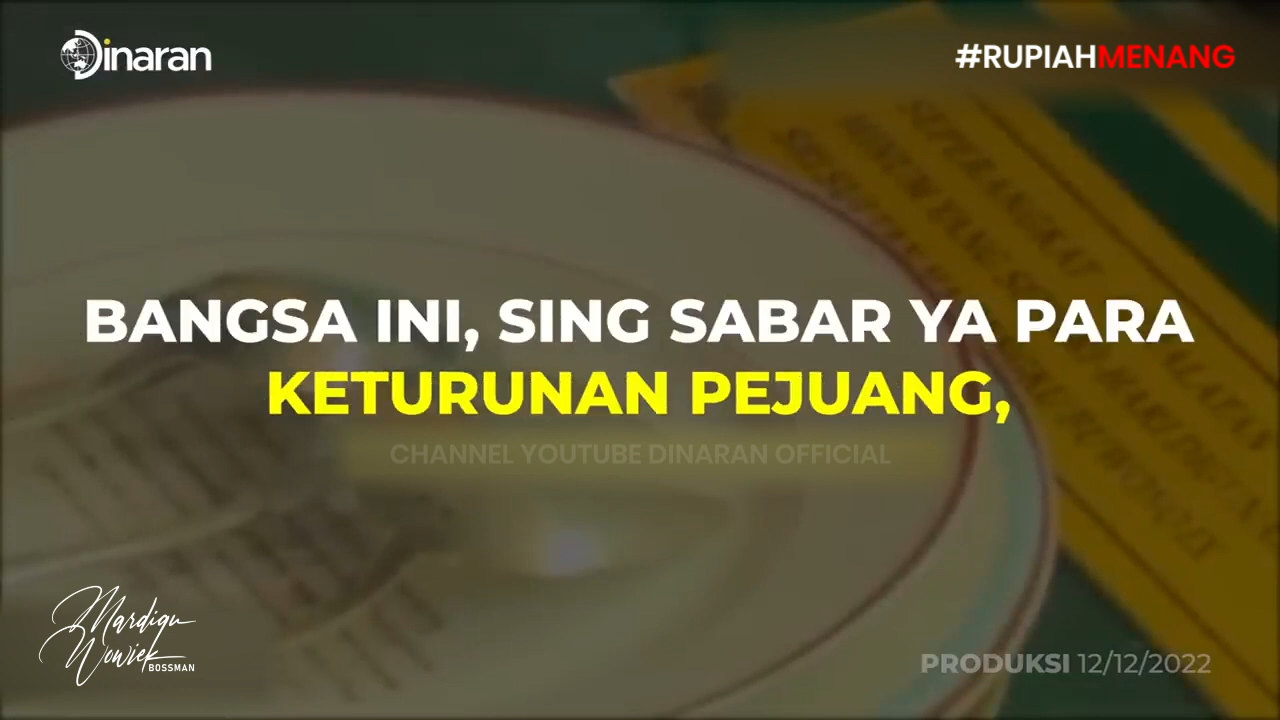 Dinaran
#RUPIAHMENANG
SEPERANGKAT
BANGSA INI, SING SABAR YA PARA
KETURUNAN PEJUANG,
CHANNEL YOUTUBE DINARAN OFFICIAL
Mardigu
Wowiek
BOSSMAN
PRODUKSI 12/12/2022